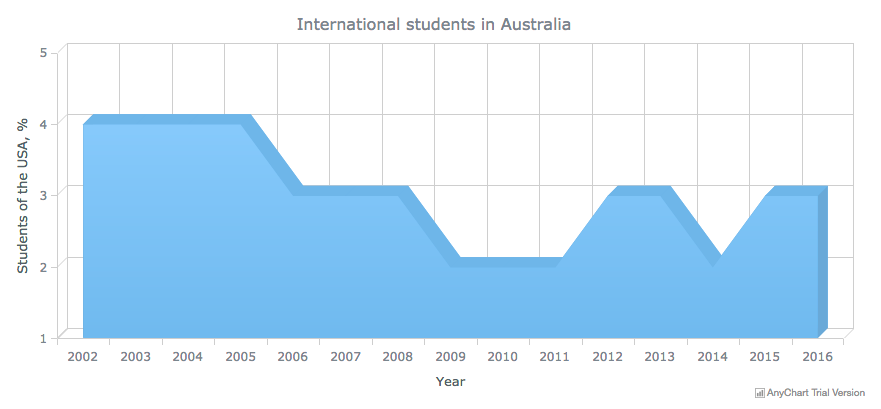 International students in Australia
Students of the USA, %
5
4
3
2
1
2002 2003 2004 2005 2006 2007 2008 2009 2010 2011 2012 2013 2014 2015 2016
Year
AnyChart Trial Version